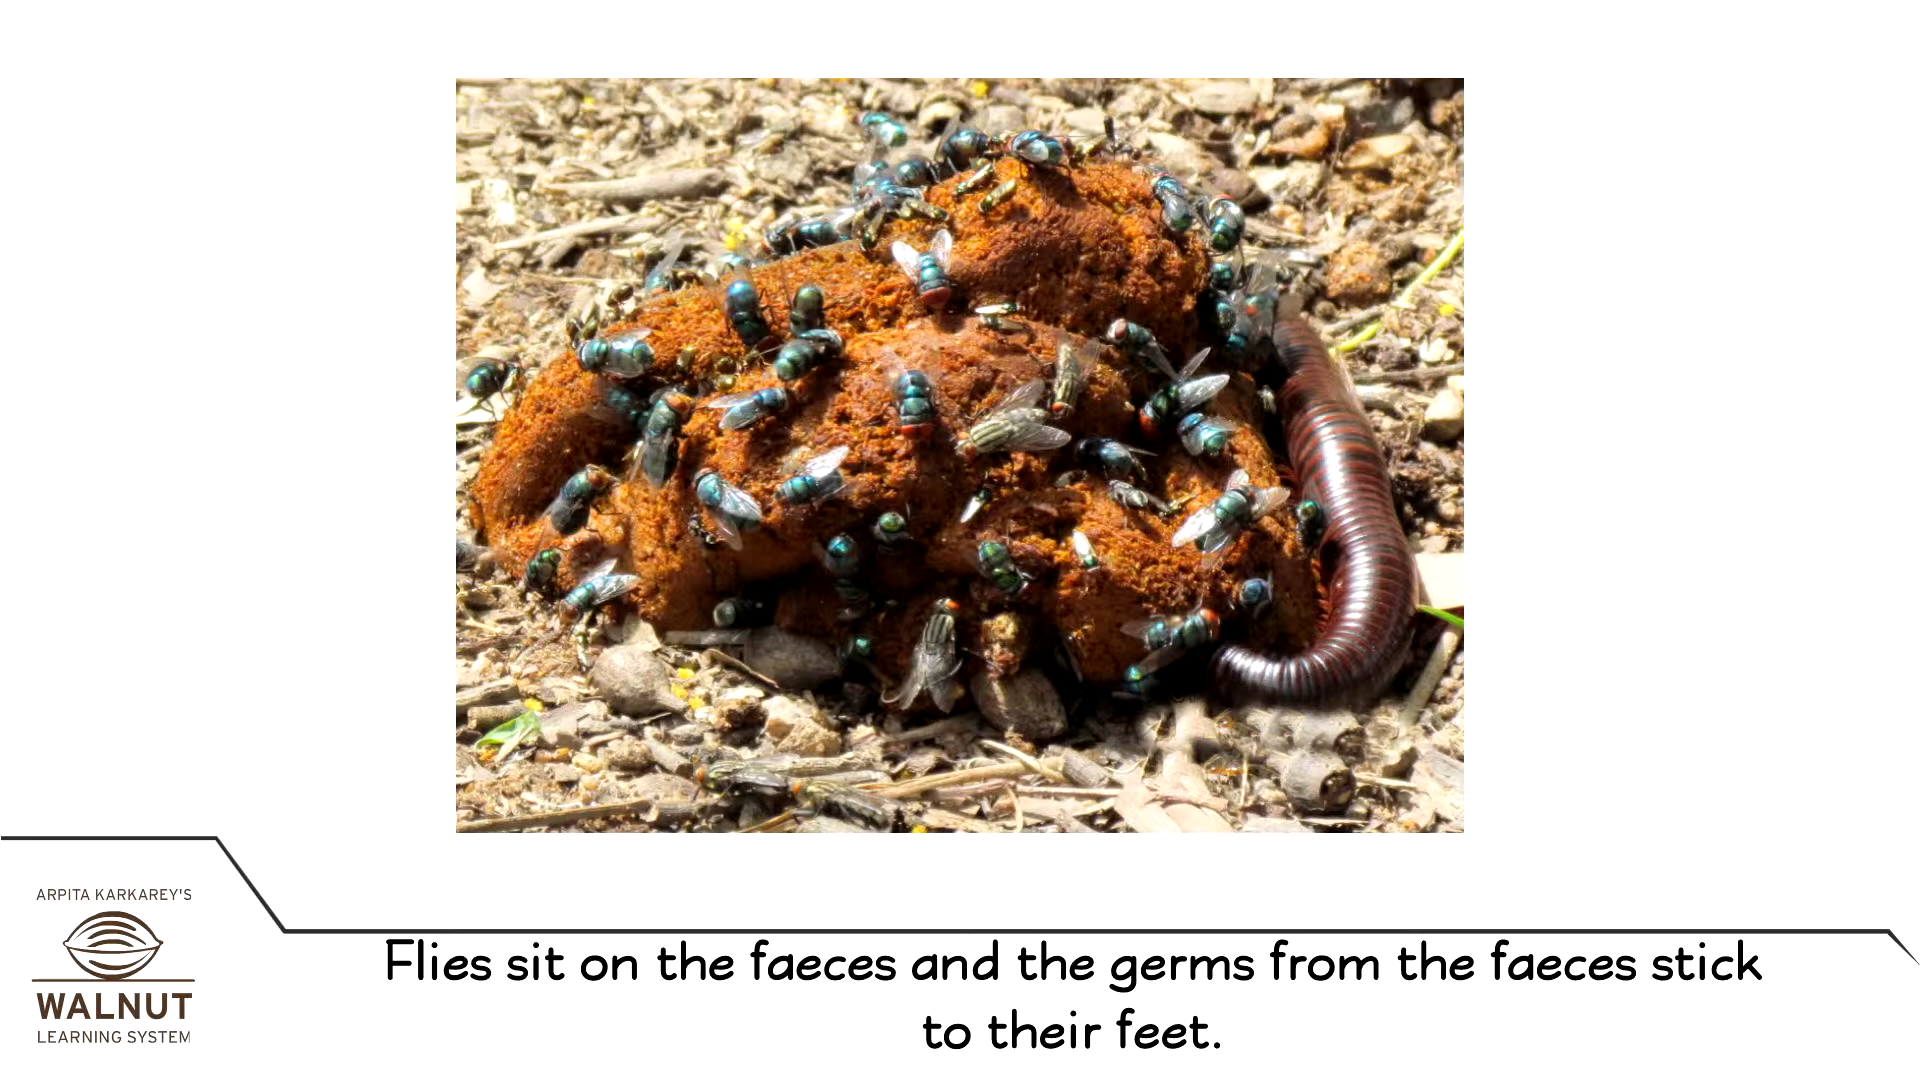 ARPITA KARKAREY'S
WALNUT
LEARNING SYSTEM
Flies sit on the faeces and the germs from the faeces stick
to their feet.